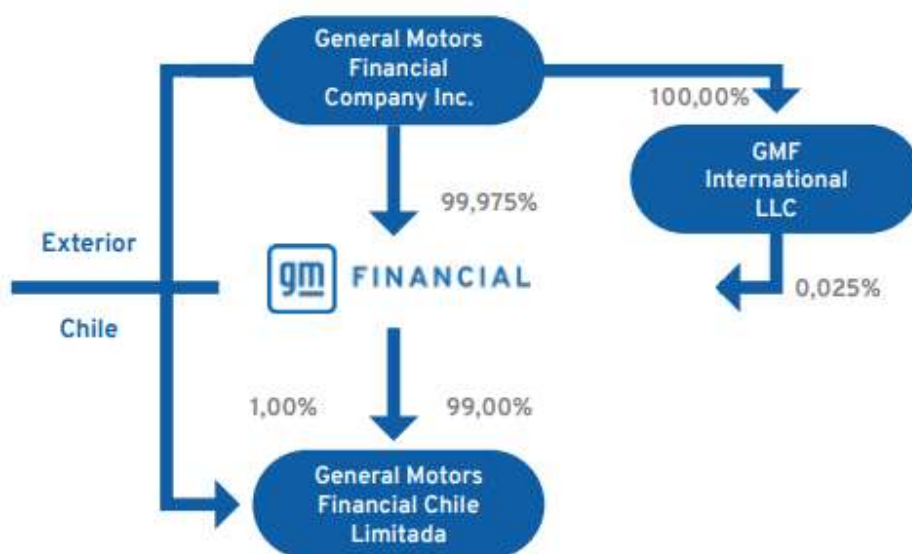 General Motors
Financial
Company Inc.
100,00%
GMF
International
LLC
99,975%
Exterior
gm FINANCIAL
0,025%
Chile
1,00%
99,00%
General Motors
Financial Chile
Limitada